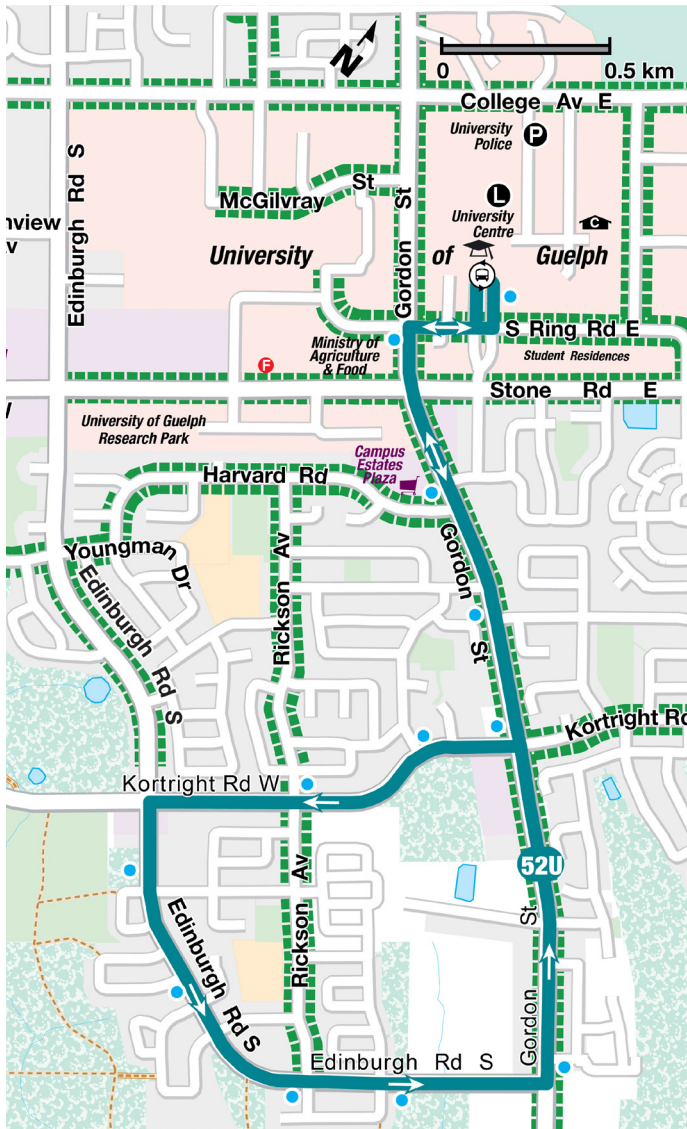 N
0 0.5 km
College Av E
University
Police
P
Edinburgh Rd S
McGilvray St
Gordon St
L
University
Centre
C
nview
v
University of Guelph
S Ring Rd E
Ministry of
Agriculture
& Food
Student Residences
F
Stone Rd E
W
University of Guelph
Research Park
Campus
Estates
Plaza
Harvard Rd
Youngman Dr
Rickson Av
Gordon St
Edinburgh Rd S
Kortright Rd
Kortright Rd W
52U
Rickson Av
Edinburgh Rd S
Gordon St
Edinburgh Rd S